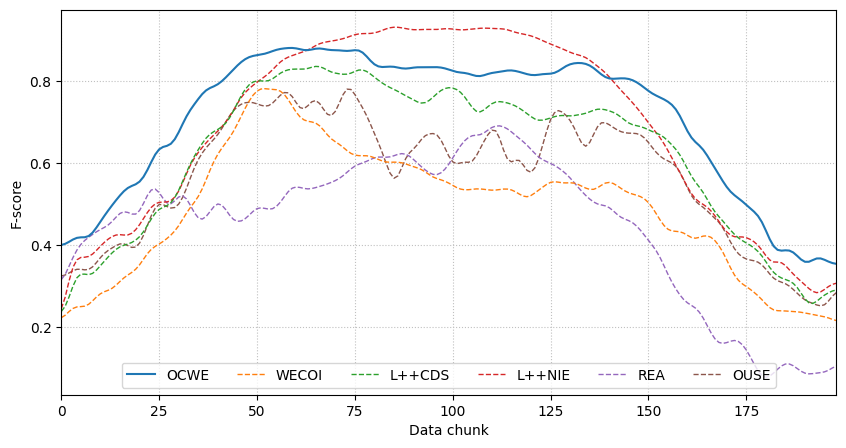 F-score
0.8
0.6
0.4
0.2
OCWE WECOI L++CDS L++NIE REA OUSE
0 25 50 75 100 125 150 175
Data chunk